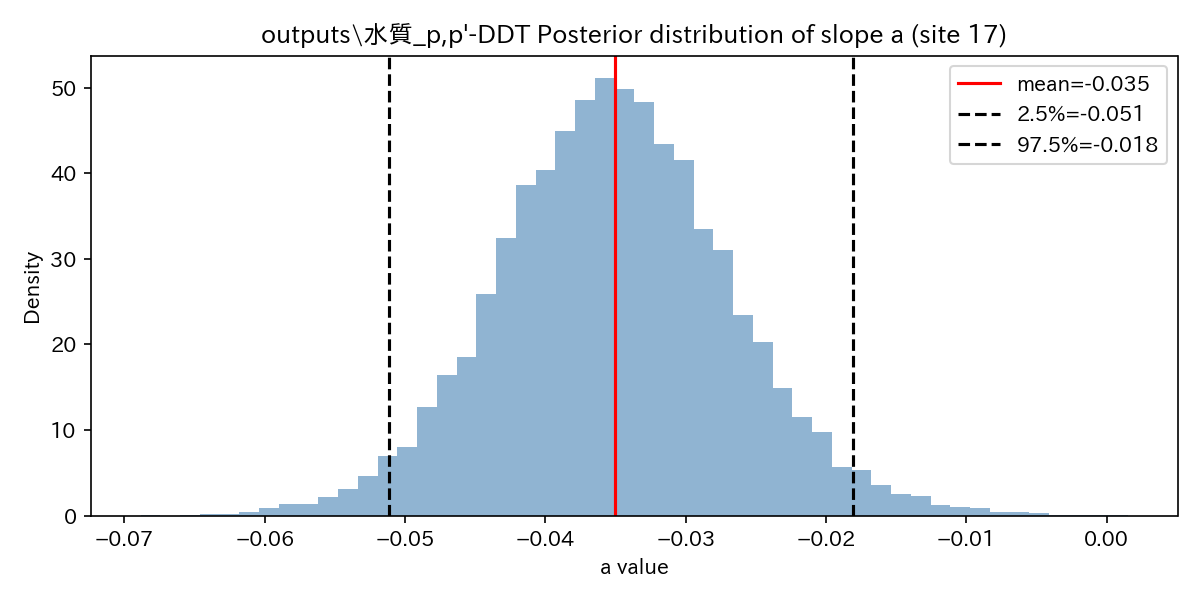 outputs\水質_p,p'-DDT Posterior distribution of slope a (site 17)
mean=-0.035
2.5%=-0.051
97.5%=-0.018
Density
50
40
30
20
10
0
−0.07 −0.06 −0.05 −0.04 −0.03 −0.02 −0.01 0.00
a value